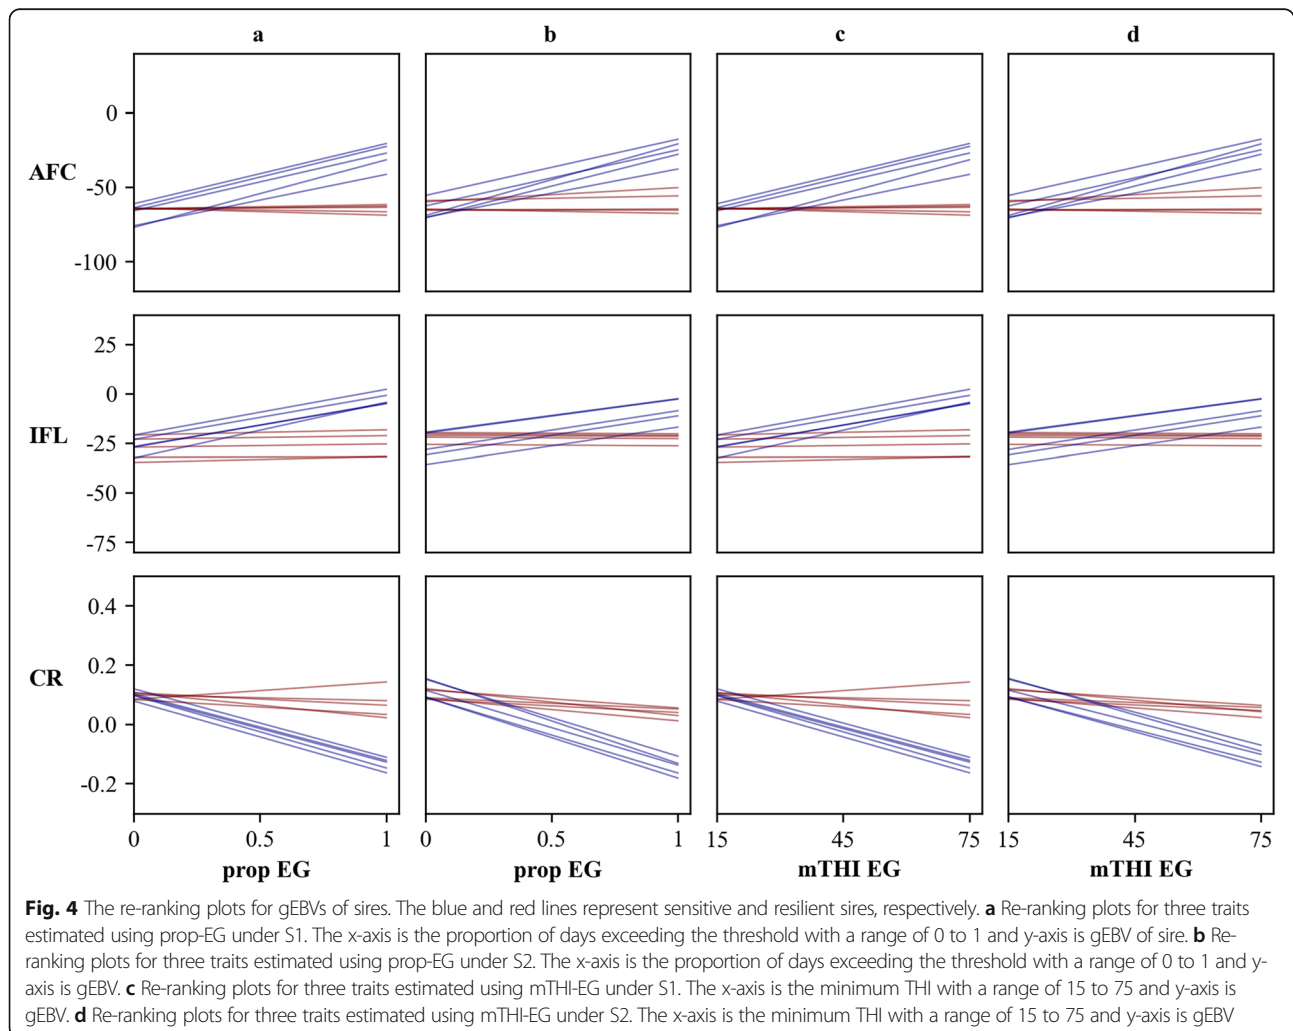 a b c d
0
AFC
-50
-100
25
0
IFL
-25
-50
-75
0.4
0.2
CR
0.0
-0.2
0 0.5 1 0 0.5 1 15 45 75 15 45 75
prop EG prop EG mTHI EG mTHI EG
Fig. 4 The re-ranking plots for gEBVs of sires. The blue and red lines represent sensitive and resilient sires, respectively. a Re-ranking plots for three traits
estimated using prop-EG under S1. The x-axis is the proportion of days exceeding the threshold with a range of 0 to 1 and y-axis is gEBV of sire. b Re-
ranking plots for three traits estimated using prop-EG under S2. The x-axis is the proportion of days exceeding the threshold with a range of 0 to 1 and y-
axis is gEBV. c Re-ranking plots for three traits estimated using mTHI-EG under S1. The x-axis is the minimum THI with a range of 15 to 75 and y-axis is
gEBV. d Re-ranking plots for three traits estimated using mTHI-EG under S2. The x-axis is the minimum THI with a range of 15 to 75 and y-axis is gEBV